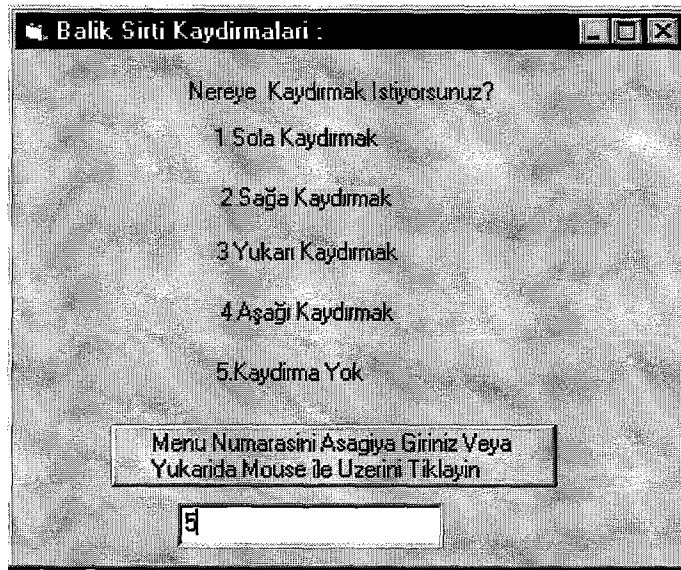 Balik Sirti Kaydirmalari :
Nereye Kaydırmak Istiyorsunuz?
1 Sola Kaydırmak
2 Sağa Kaydırmak
3 Yukarı Kaydırmak
4 Aşağı Kaydırmak
5.Kaydirma Yok
Menu Numarasini Asagiya Giriniz Veya
Yukarida Mouse ile Uzerini Tiklayin
5